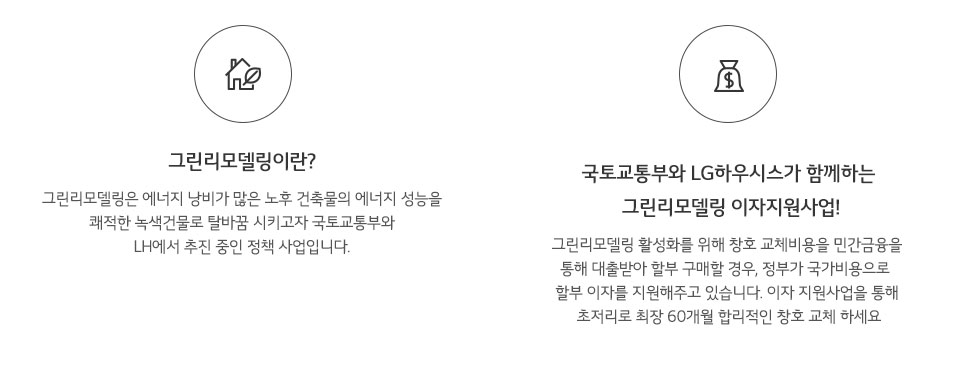 그린리모델링이란?
그린리모델링은 에너지 낭비가 많은 노후 건축물의 에너지 성능을
쾌적한 녹색건물로 탈바꿈 시키고자 국토교통부와
LH에서 추진 중인 정책 사업입니다.
국토교통부와 LG하우시스가 함께하는
그린리모델링 이자지원사업!
그린리모델링 활성화를 위해 창호 교체비용을 민간금융을
통해 대출받아 할부 구매할 경우, 정부가 국가비용으로
할부 이자를 지원해주고 있습니다. 이자 지원사업을 통해
초저리로 최장 60개월 합리적인 창호 교체 하세요